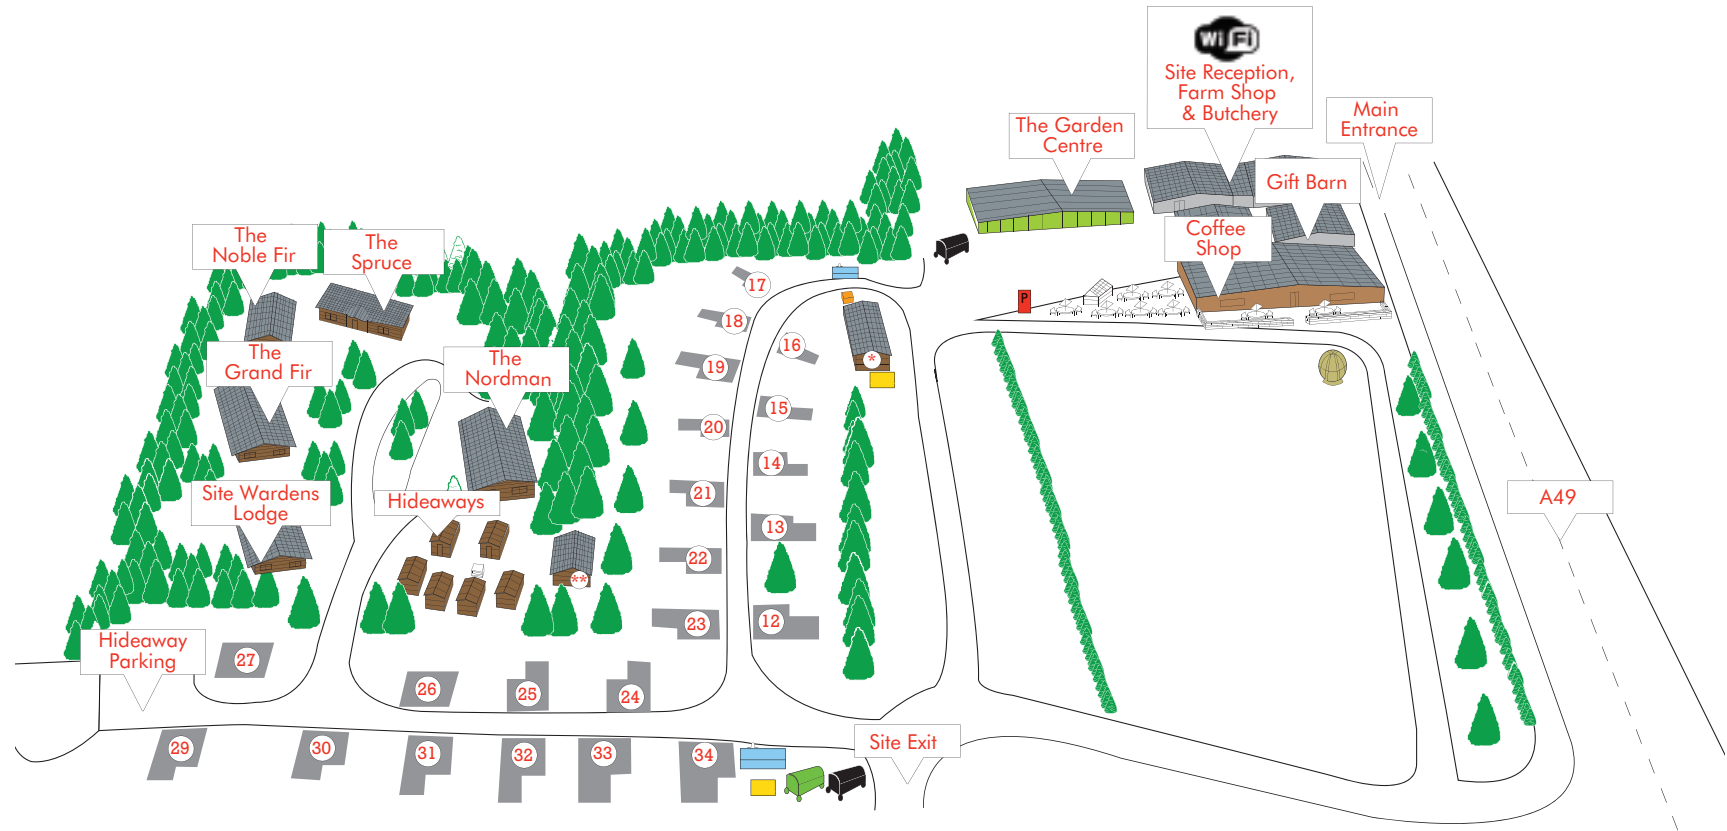 WiFi
Site Reception,
Farm Shop
& Butchery
Main
Entrance
The Garden
Centre
Gift Barn
Coffee
Shop
The
Noble Fir
The
Spruce
17
P
18
16
*
The
Grand Fir
The
Nordman
19
15
20
14
Site Wardens
Lodge
Hideaways
21
A49
13
22
**
23
12
Hideaway
Parking
27
26
25
24
29
30
31
32
33
34
Site Exit